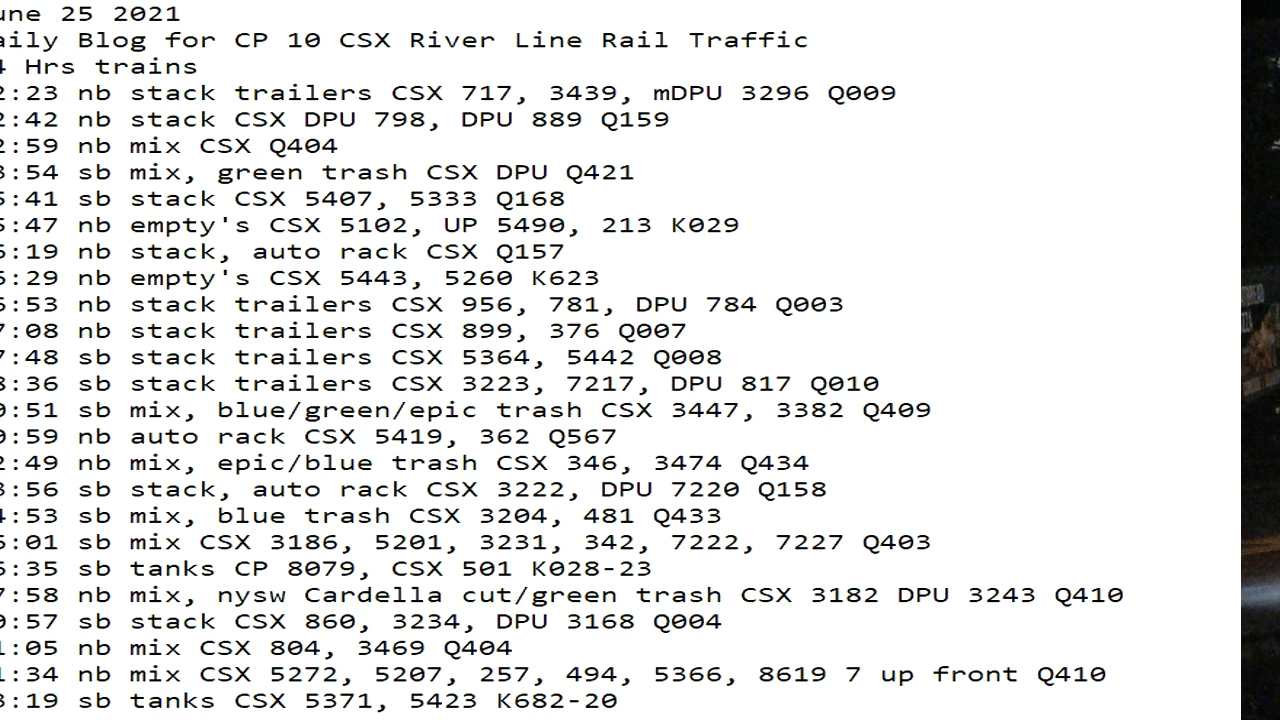 une 25 2021
aily Blog for CP 10 CSX River Line Rail Traffic
4 Hrs trains
2:23 nb stack trailers CSX 717, 3439, mDPU 3296 Q009
2:42 nb stack CSX DPU 798, DPU 889 Q159
2:59 nb mix CSX Q404
3:54 sb mix, green trash CSX DPU Q421
5:41 sb stack CSX 5407, 5333 Q168
5:47 nb empty's CSX 5102, UP 5490, 213 K029
6:19 nb stack, auto rack CSX Q157
6:29 nb empty's CSX 5443, 5260 K623
6:53 nb stack trailers CSX 956, 781, DPU 784 Q003
7:08 nb stack trailers CSX 899, 376 Q007
7:48 sb stack trailers CSX 5364, 5442 Q008
8:36 sb stack trailers CSX 3223, 7217, DPU 817 Q010
0:51 sb mix, blue/green/epic trash CSX 3447, 3382 Q409
0:59 nb auto rack CSX 5419, 362 Q567
2:49 nb mix, epic/blue trash CSX 346, 3474 Q434
3:56 sb stack, auto rack CSX 3222, DPU 7220 Q158
4:53 sb mix, blue trash CSX 3204, 481 Q433
6:01 sb mix CSX 3186, 5201, 3231, 342, 7222, 7227 Q403
6:35 sb tanks CP 8079, CSX 501 K028-23
7:58 nb mix, nysw Cardella cut/green trash CSX 3182 DPU 3243 Q410
9:57 sb stack CSX 860, 3234, DPU 3168 Q004
1:05 nb mix CSX 804, 3469 Q404
1:34 nb mix CSX 5272, 5207, 257, 494, 5366, 8619 7 up front Q410
3:19 sb tanks CSX 5371, 5423 K682-20